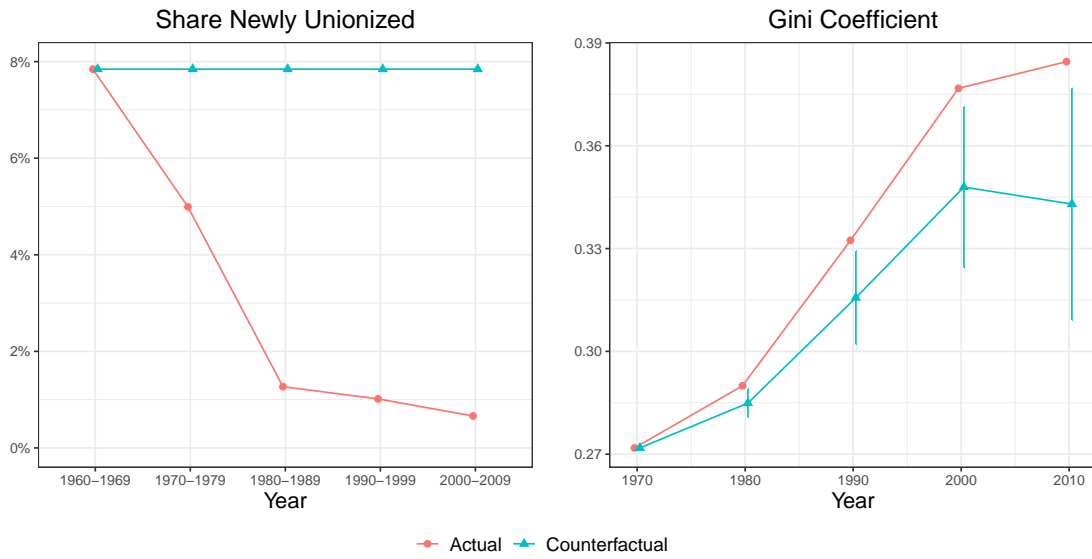 Share Newly Unionized
8%
6%
4%
2%
0%
1960–1969 1970–1979 1980–1989 1990–1999 2000–2009
Year
Gini Coefficient
0.39
0.36
0.33
0.30
0.27
1970 1980 1990 2000 2010
Year
Actual Counterfactual